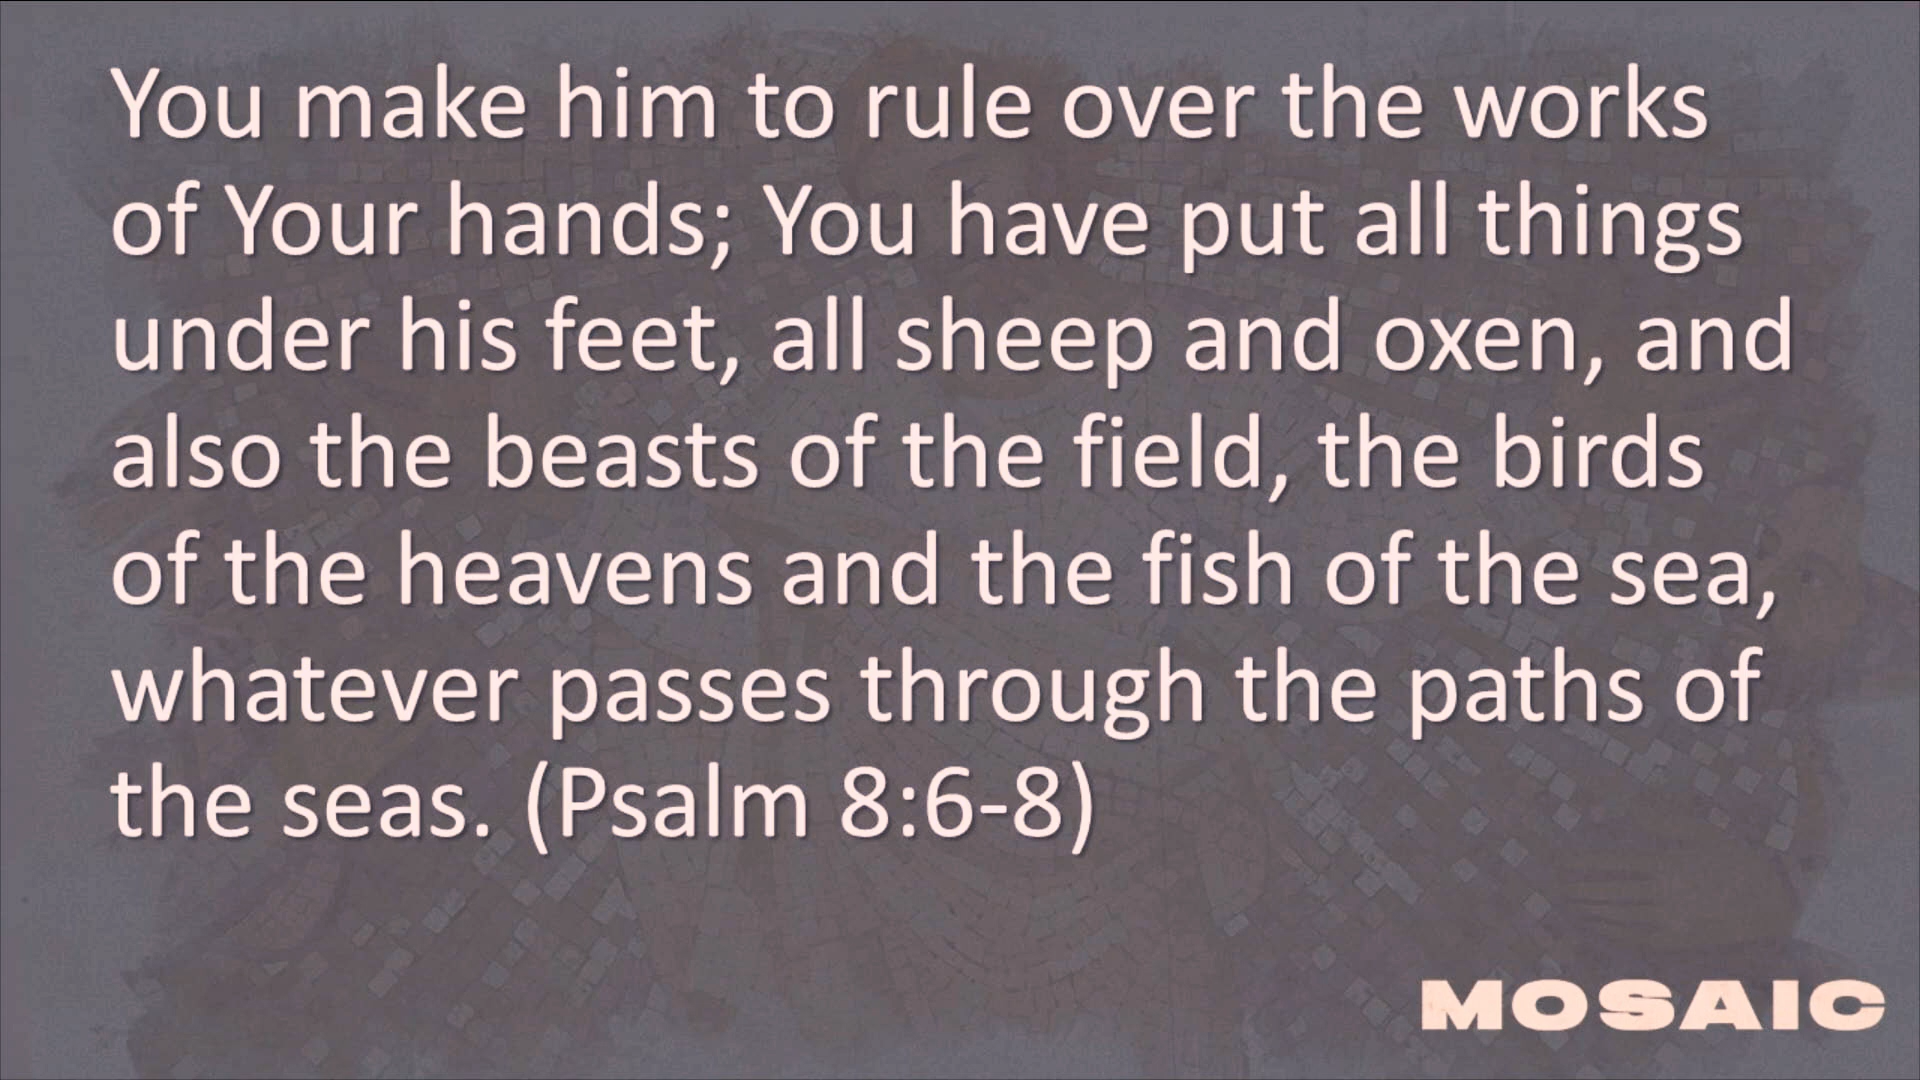 You make him to rule over the works
of Your hands; You have put all things
under his feet, all sheep and oxen, and
also the beasts of the field, the birds
of the heavens and the fish of the sea,
whatever passes through the paths of
the seas. (Psalm 8:6-8)
MOSAIC